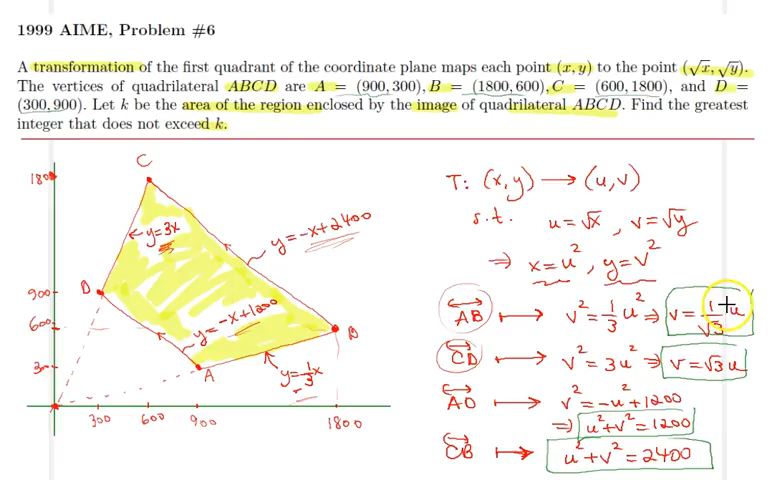 1999 AIME, Problem #6
A transformation of the first quadrant of the coordinate plane maps each point (x, y) to the point (√x, √y).
The vertices of quadrilateral ABCD are A = (900, 300), B = (1800, 600), C = (600, 1800), and D =
(300, 900). Let k be the area of the region enclosed by the image of quadrilateral ABCD. Find the greatest
integer that does not exceed k.
C
1800
y=3x
y=-x+2400
D
900
600
y=-x+1200
B
300
A
y=1/3x
300 600 900 1800
T: (x,y) → (u,v)
s.t. u=√x , v=√y
⇒ x=u², y=v²
AB ↦ v²=1/3u² ⇒ v=1/√3 u
CD ↦ v²=3u² ⇒ v=√3u
AD ↦ v²=-u²+1200
⇒ u²+v²=1200
CB ↦ u²+v²=2400